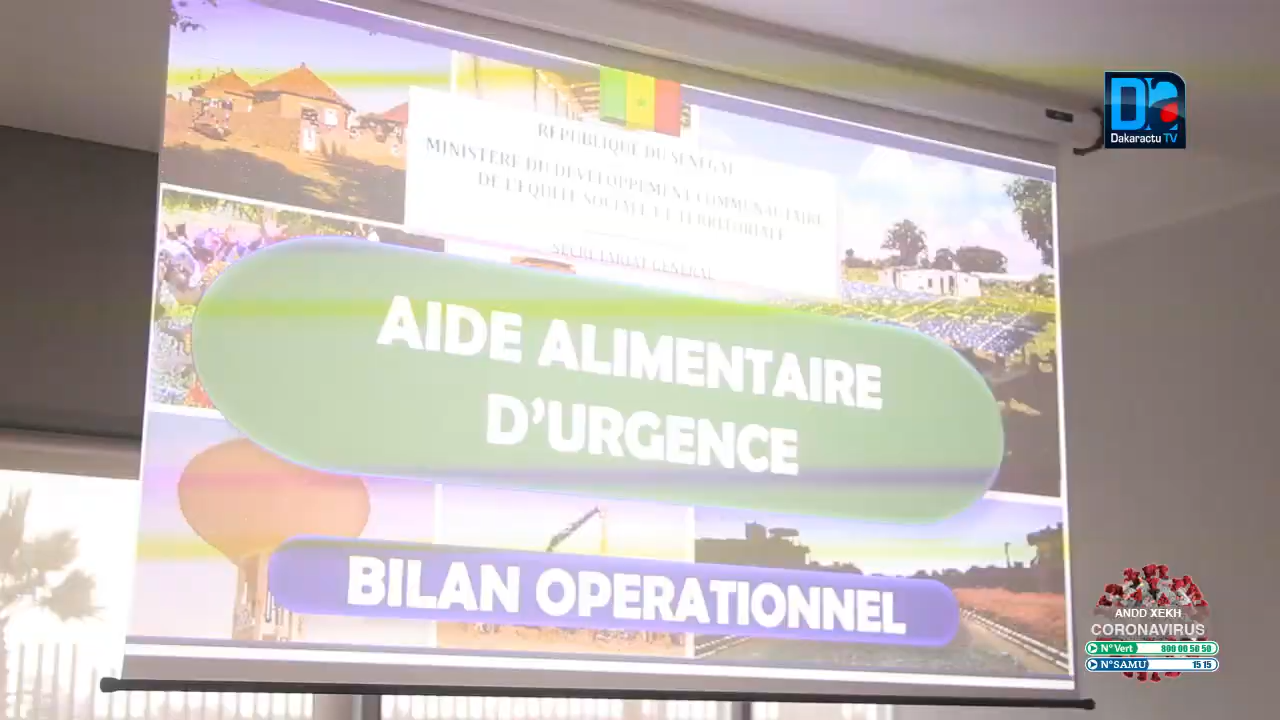 Dakaractu TV
REPUBLIQUE DU SENEGAL
MINISTERE DU DEVELOPPEMENT COMMUNAUTAIRE
DE L'EQUITE SOCIALE ET TERRITORIALE
SECRETARIAT GENERAL
AIDE ALIMENTAIRE
D'URGENCE
BILAN OPERATIONNEL
ANDD XEKH
CORONAVIRUS
N° Vert 800 00 50 50
N° SAMU 15 15